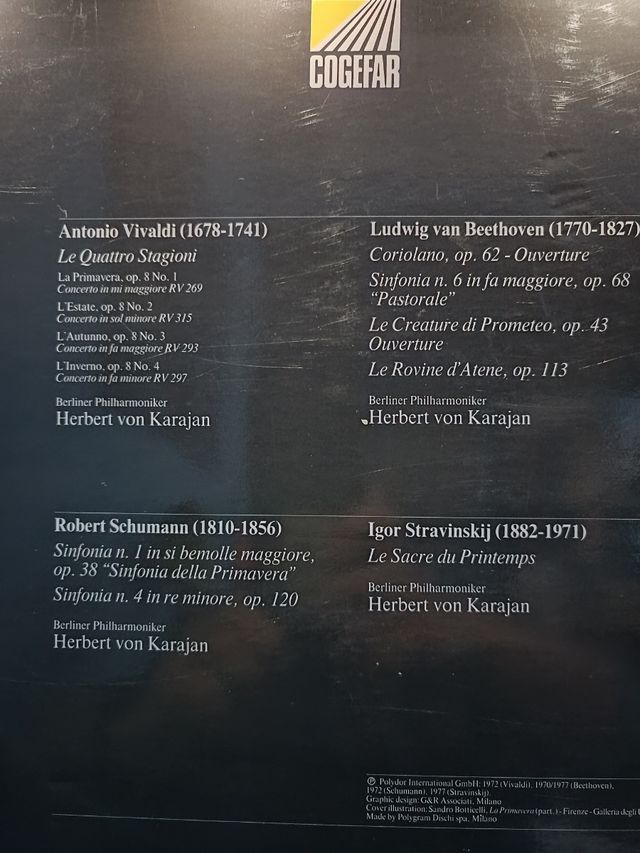 COGEFAR
Antonio Vivaldi (1678-1741)
Le Quattro Stagioni
La Primavera, op. 8 No. 1
Concerto in mi maggiore RV 269
L'Estate, op. 8 No. 2
Concerto in sol minore RV 315
L'Autunno, op. 8 No. 3
Concerto in fa maggiore RV 293
L'Inverno, op. 8 No. 4
Concerto in fa minore RV 297
Berliner Philharmoniker
Herbert von Karajan
Ludwig van Beethoven (1770-1827)
Coriolano, op. 62 - Ouverture
Sinfonia n. 6 in fa maggiore, op. 68
“Pastorale”
Le Creature di Prometeo, op. 43
Ouverture
Le Rovine d'Atene, op. 113
Berliner Philharmoniker
Herbert von Karajan
Robert Schumann (1810-1856)
Sinfonia n. 1 in si bemolle maggiore,
op. 38 “Sinfonia della Primavera”
Sinfonia n. 4 in re minore, op. 120
Berliner Philharmoniker
Herbert von Karajan
Igor Stravinskij (1882-1971)
Le Sacre du Printemps
Berliner Philharmoniker
Herbert von Karajan
℗ Polydor International GmbH: 1972 (Vivaldi), 1970/1977 (Beethoven),
1972 (Schumann), 1977 (Stravinskij).
Graphic design: G&R Associati, Milano
Cover illustration: Sandro Botticelli, La Primavera (part.) - Firenze - Galleria degli
Made by Polygram Dischi spa, Milano